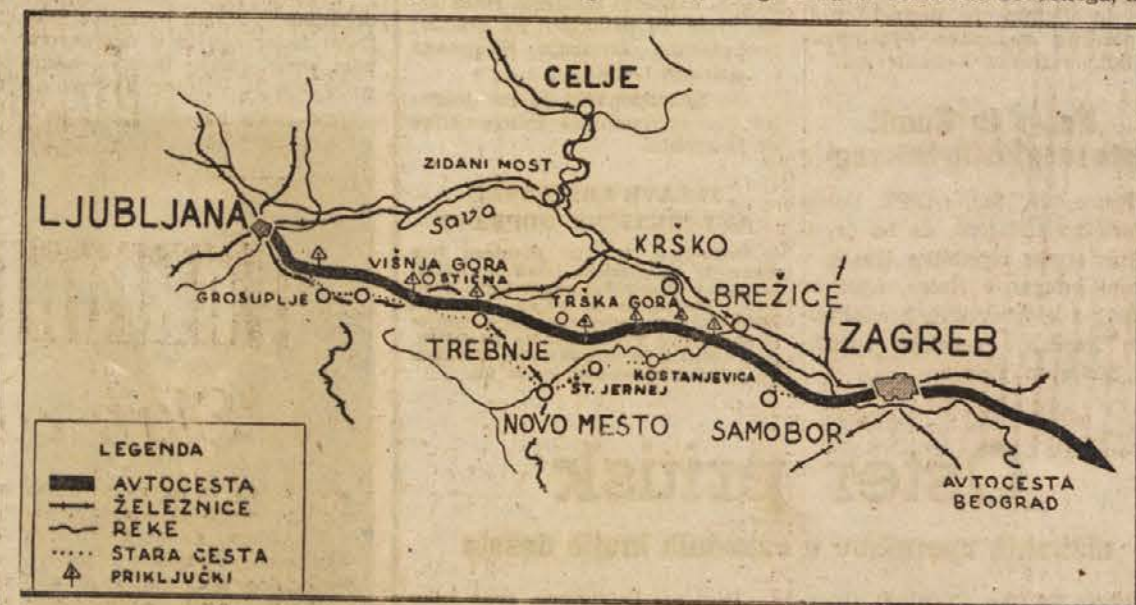 CELJE
ZIDANI MOST
LJUBLJANA
Sava
KRŠKO
VIŠNJA GORA
STIČNA
GROSUPLJE
TRŠKA GORA
BREŽICE
ZAGREB
TREBNJE
KOSTANJEVICA
ŠT. JERNEJ
NOVO MESTO
SAMOBOR
AVTOCESTA
BEOGRAD
LEGENDA
AVTOCESTA
ŽELEZNICE
REKE
STARA CESTA
PRIKLJUČKI